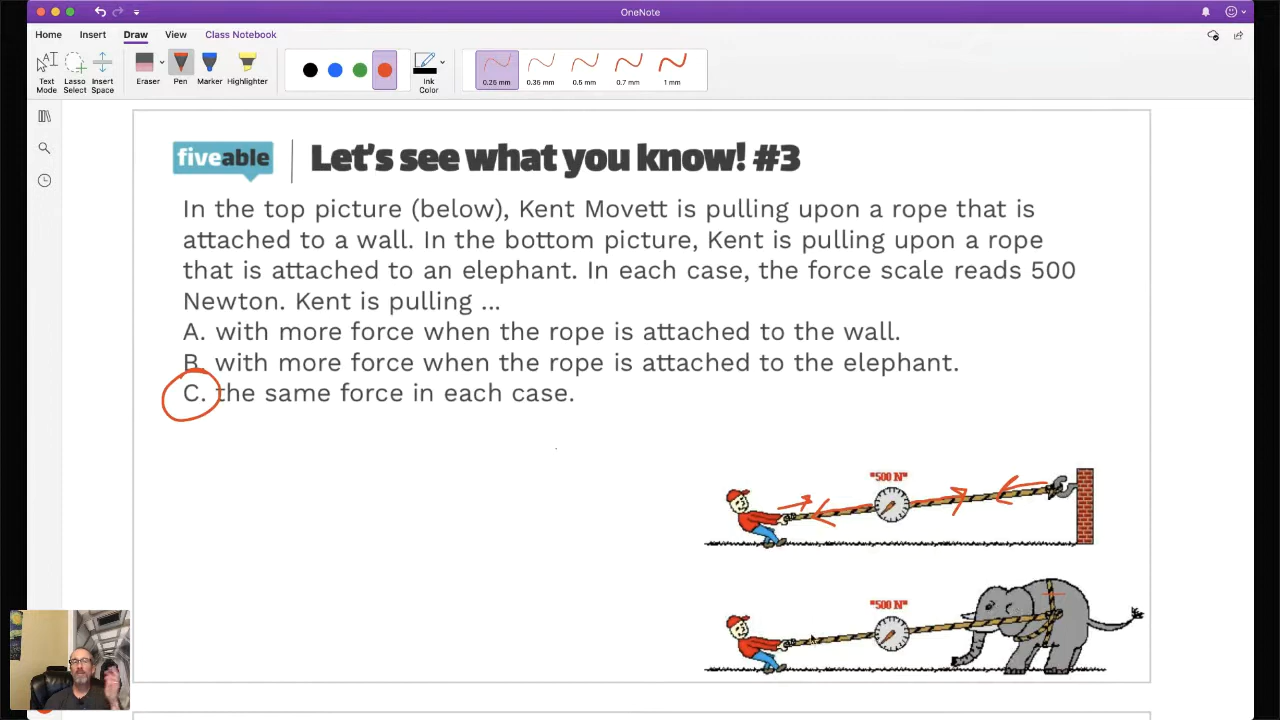 OneNote
Home Insert Draw View Class Notebook
Text Mode
Lasso Select
Insert Space
Eraser
Pen
Marker
Highlighter
Ink Color
0.25 mm
0.35 mm
0.5 mm
0.7 mm
1 mm
fiveable
Let's see what you know! #3
In the top picture (below), Kent Movett is pulling upon a rope that is
attached to a wall. In the bottom picture, Kent is pulling upon a rope
that is attached to an elephant. In each case, the force scale reads 500
Newton. Kent is pulling ...
A. with more force when the rope is attached to the wall.
B. with more force when the rope is attached to the elephant.
C. the same force in each case.
"500 N"
"500 N"